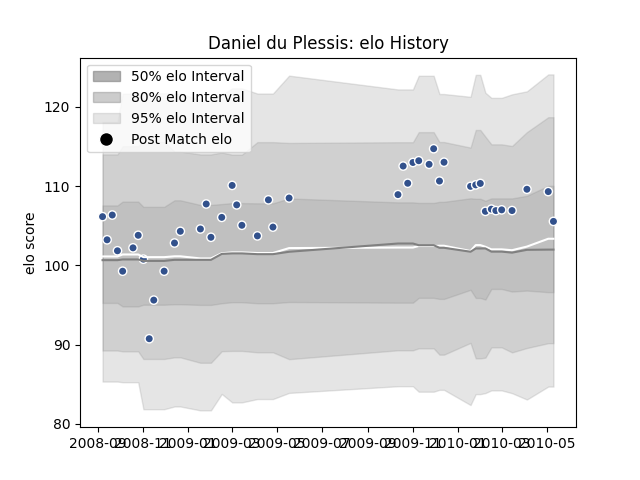 Daniel du Plessis: elo History
50% elo Interval
80% elo Interval
95% elo Interval
Post Match elo
elo score
120
110
100
90
80
2008-09 2008-11 2009-01 2009-03 2009-05 2009-07 2009-09 2009-11 2010-01 2010-03 2010-05